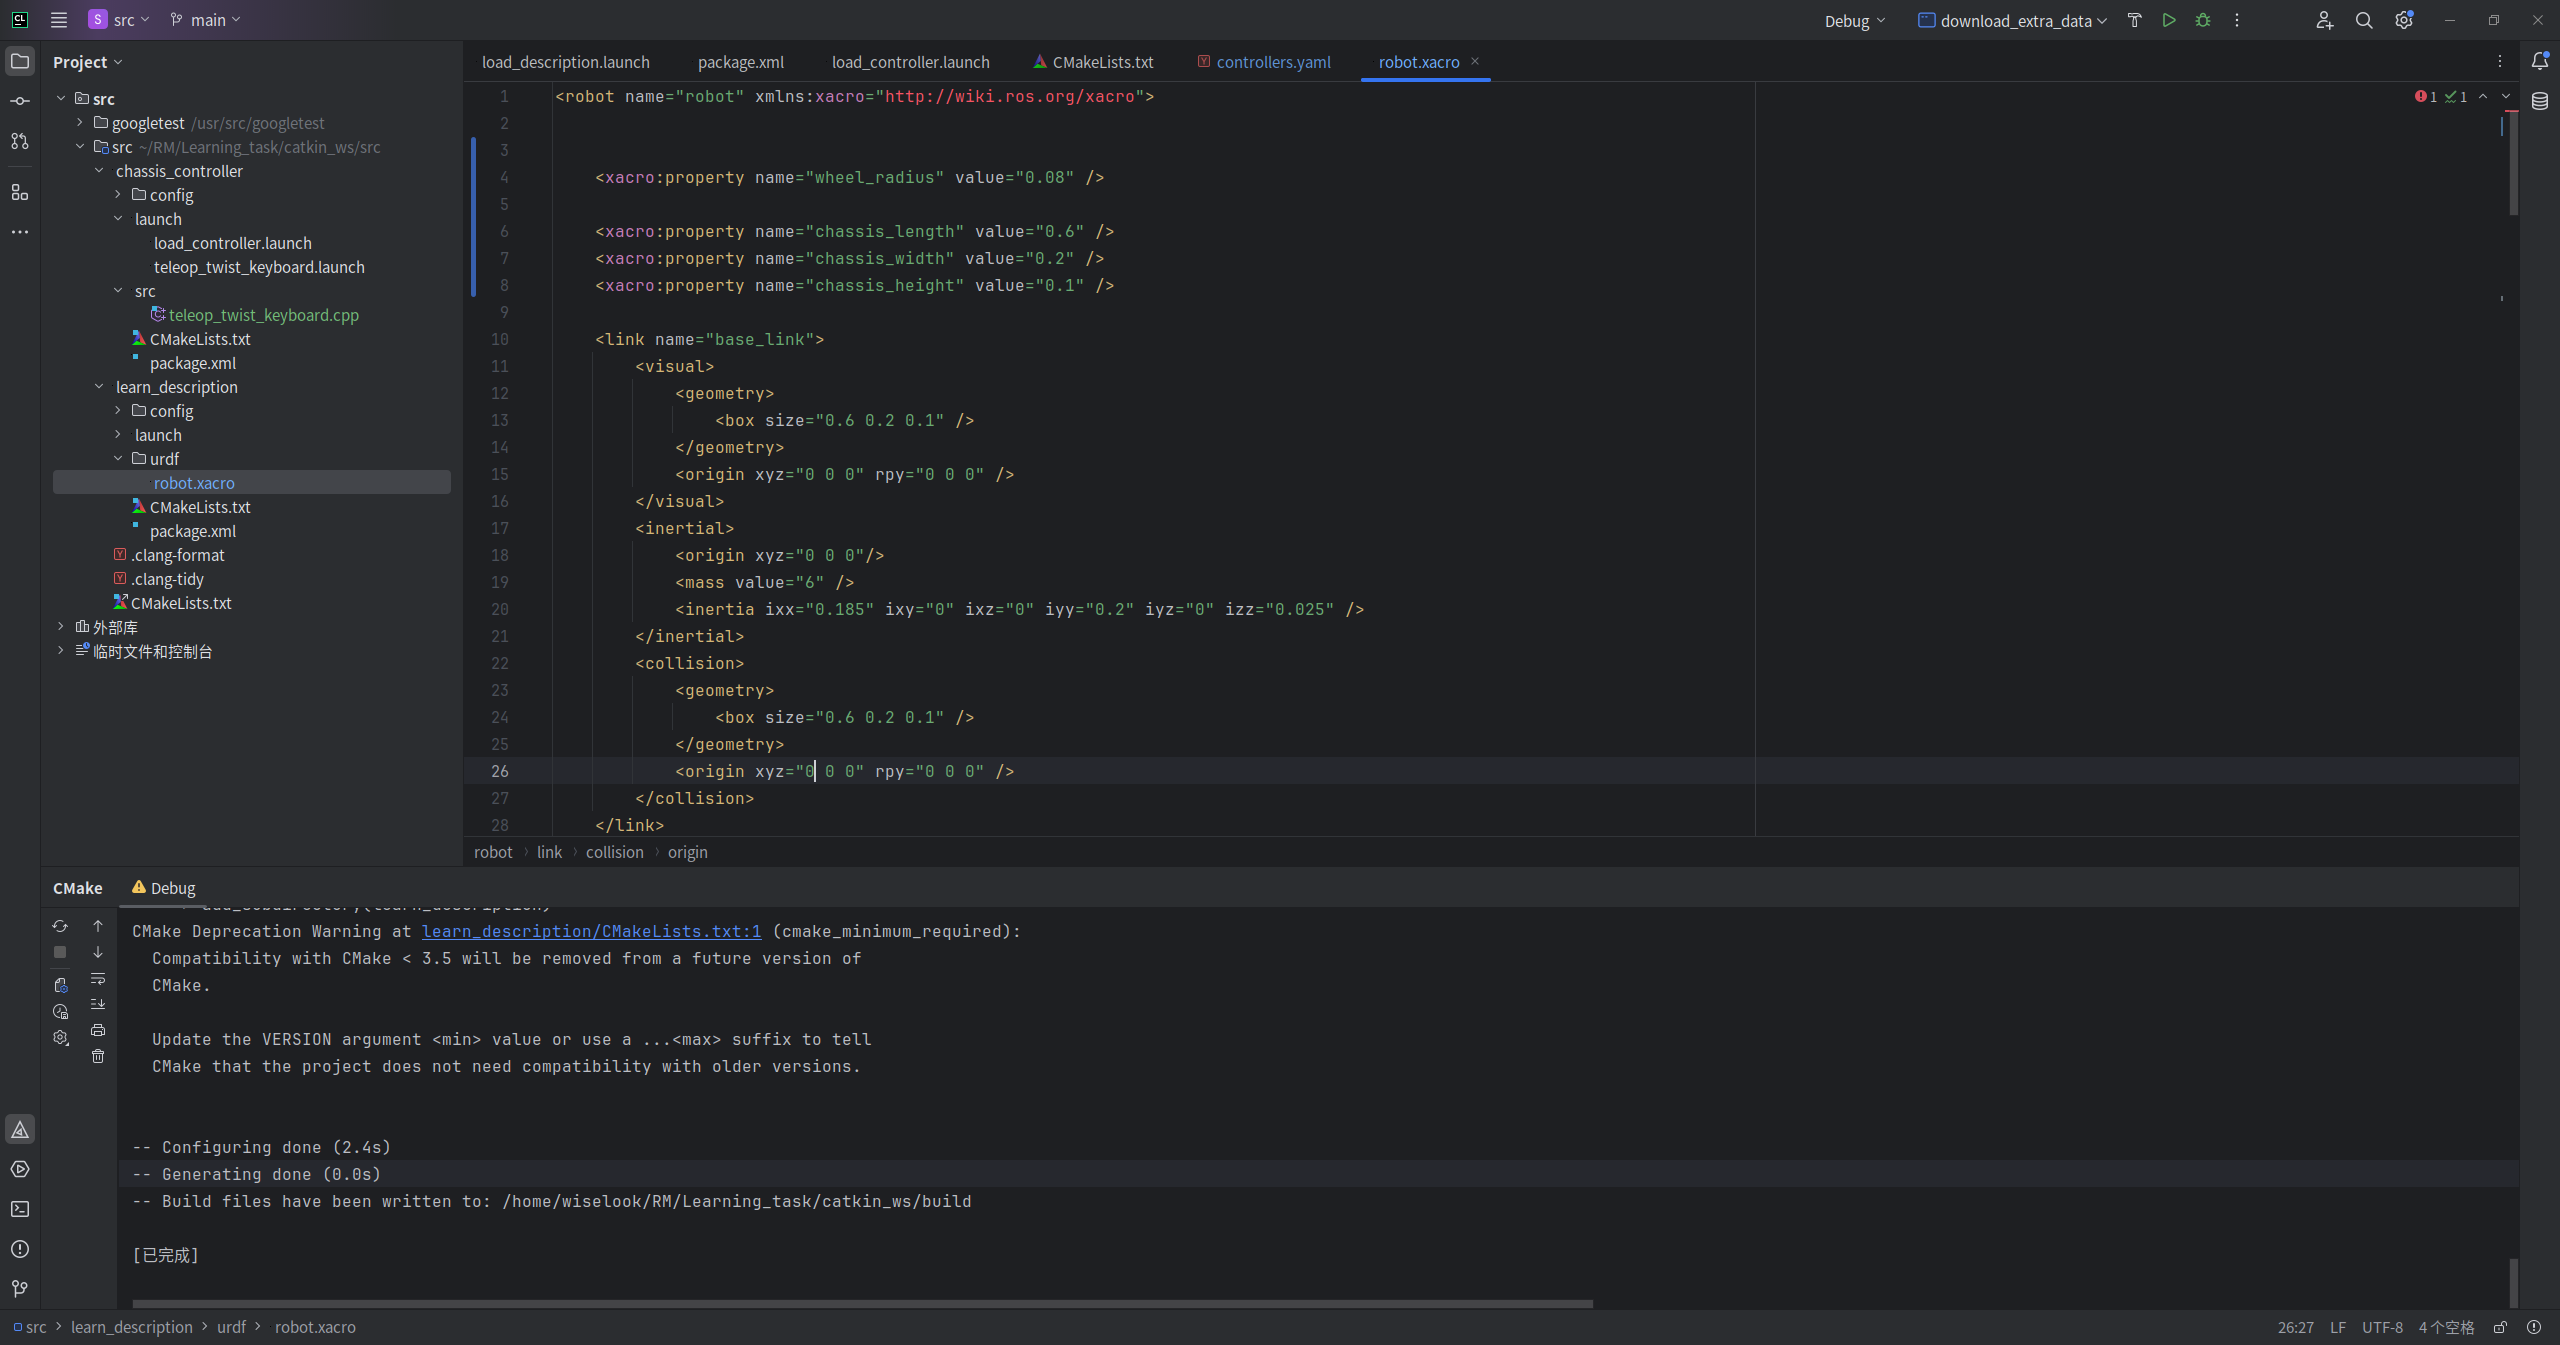 CL S src main Debug download_extra_data
Project
load_description.launch package.xml load_controller.launch CMakeLists.txt controllers.yaml robot.xacro
src
googletest /usr/src/googletest
src ~/RM/Learning_task/catkin_ws/src
chassis_controller
config
launch
load_controller.launch
teleop_twist_keyboard.launch
src
teleop_twist_keyboard.cpp
CMakeLists.txt
package.xml
learn_description
config
launch
urdf
robot.xacro
CMakeLists.txt
package.xml
.clang-format
.clang-tidy
CMakeLists.txt
外部库
临时文件和控制台
1 <robot name="robot" xmlns:xacro="http://wiki.ros.org/xacro">
1 1
2
3
4 <xacro:property name="wheel_radius" value="0.08" />
5
6 <xacro:property name="chassis_length" value="0.6" />
7 <xacro:property name="chassis_width" value="0.2" />
8 <xacro:property name="chassis_height" value="0.1" />
9
10 <link name="base_link">
11 <visual>
12 <geometry>
13 <box size="0.6 0.2 0.1" />
14 </geometry>
15 <origin xyz="0 0 0" rpy="0 0 0" />
16 </visual>
17 <inertial>
18 <origin xyz="0 0 0"/>
19 <mass value="6" />
20 <inertia ixx="0.185" ixy="0" ixz="0" iyy="0.2" iyz="0" izz="0.025" />
21 </inertial>
22 <collision>
23 <geometry>
24 <box size="0.6 0.2 0.1" />
25 </geometry>
26 <origin xyz="0 0 0" rpy="0 0 0" />
27 </collision>
28 </link>
robot link collision origin
CMake Debug
CMake Deprecation Warning at learn_description/CMakeLists.txt:1 (cmake_minimum_required):
Compatibility with CMake < 3.5 will be removed from a future version of
CMake.
Update the VERSION argument <min> value or use a ...<max> suffix to tell
CMake that the project does not need compatibility with older versions.
-- Configuring done (2.4s)
-- Generating done (0.0s)
-- Build files have been written to: /home/wiselook/RM/Learning_task/catkin_ws/build
[已完成]
src learn_description urdf robot.xacro
26:27 LF UTF-8 4 个空格